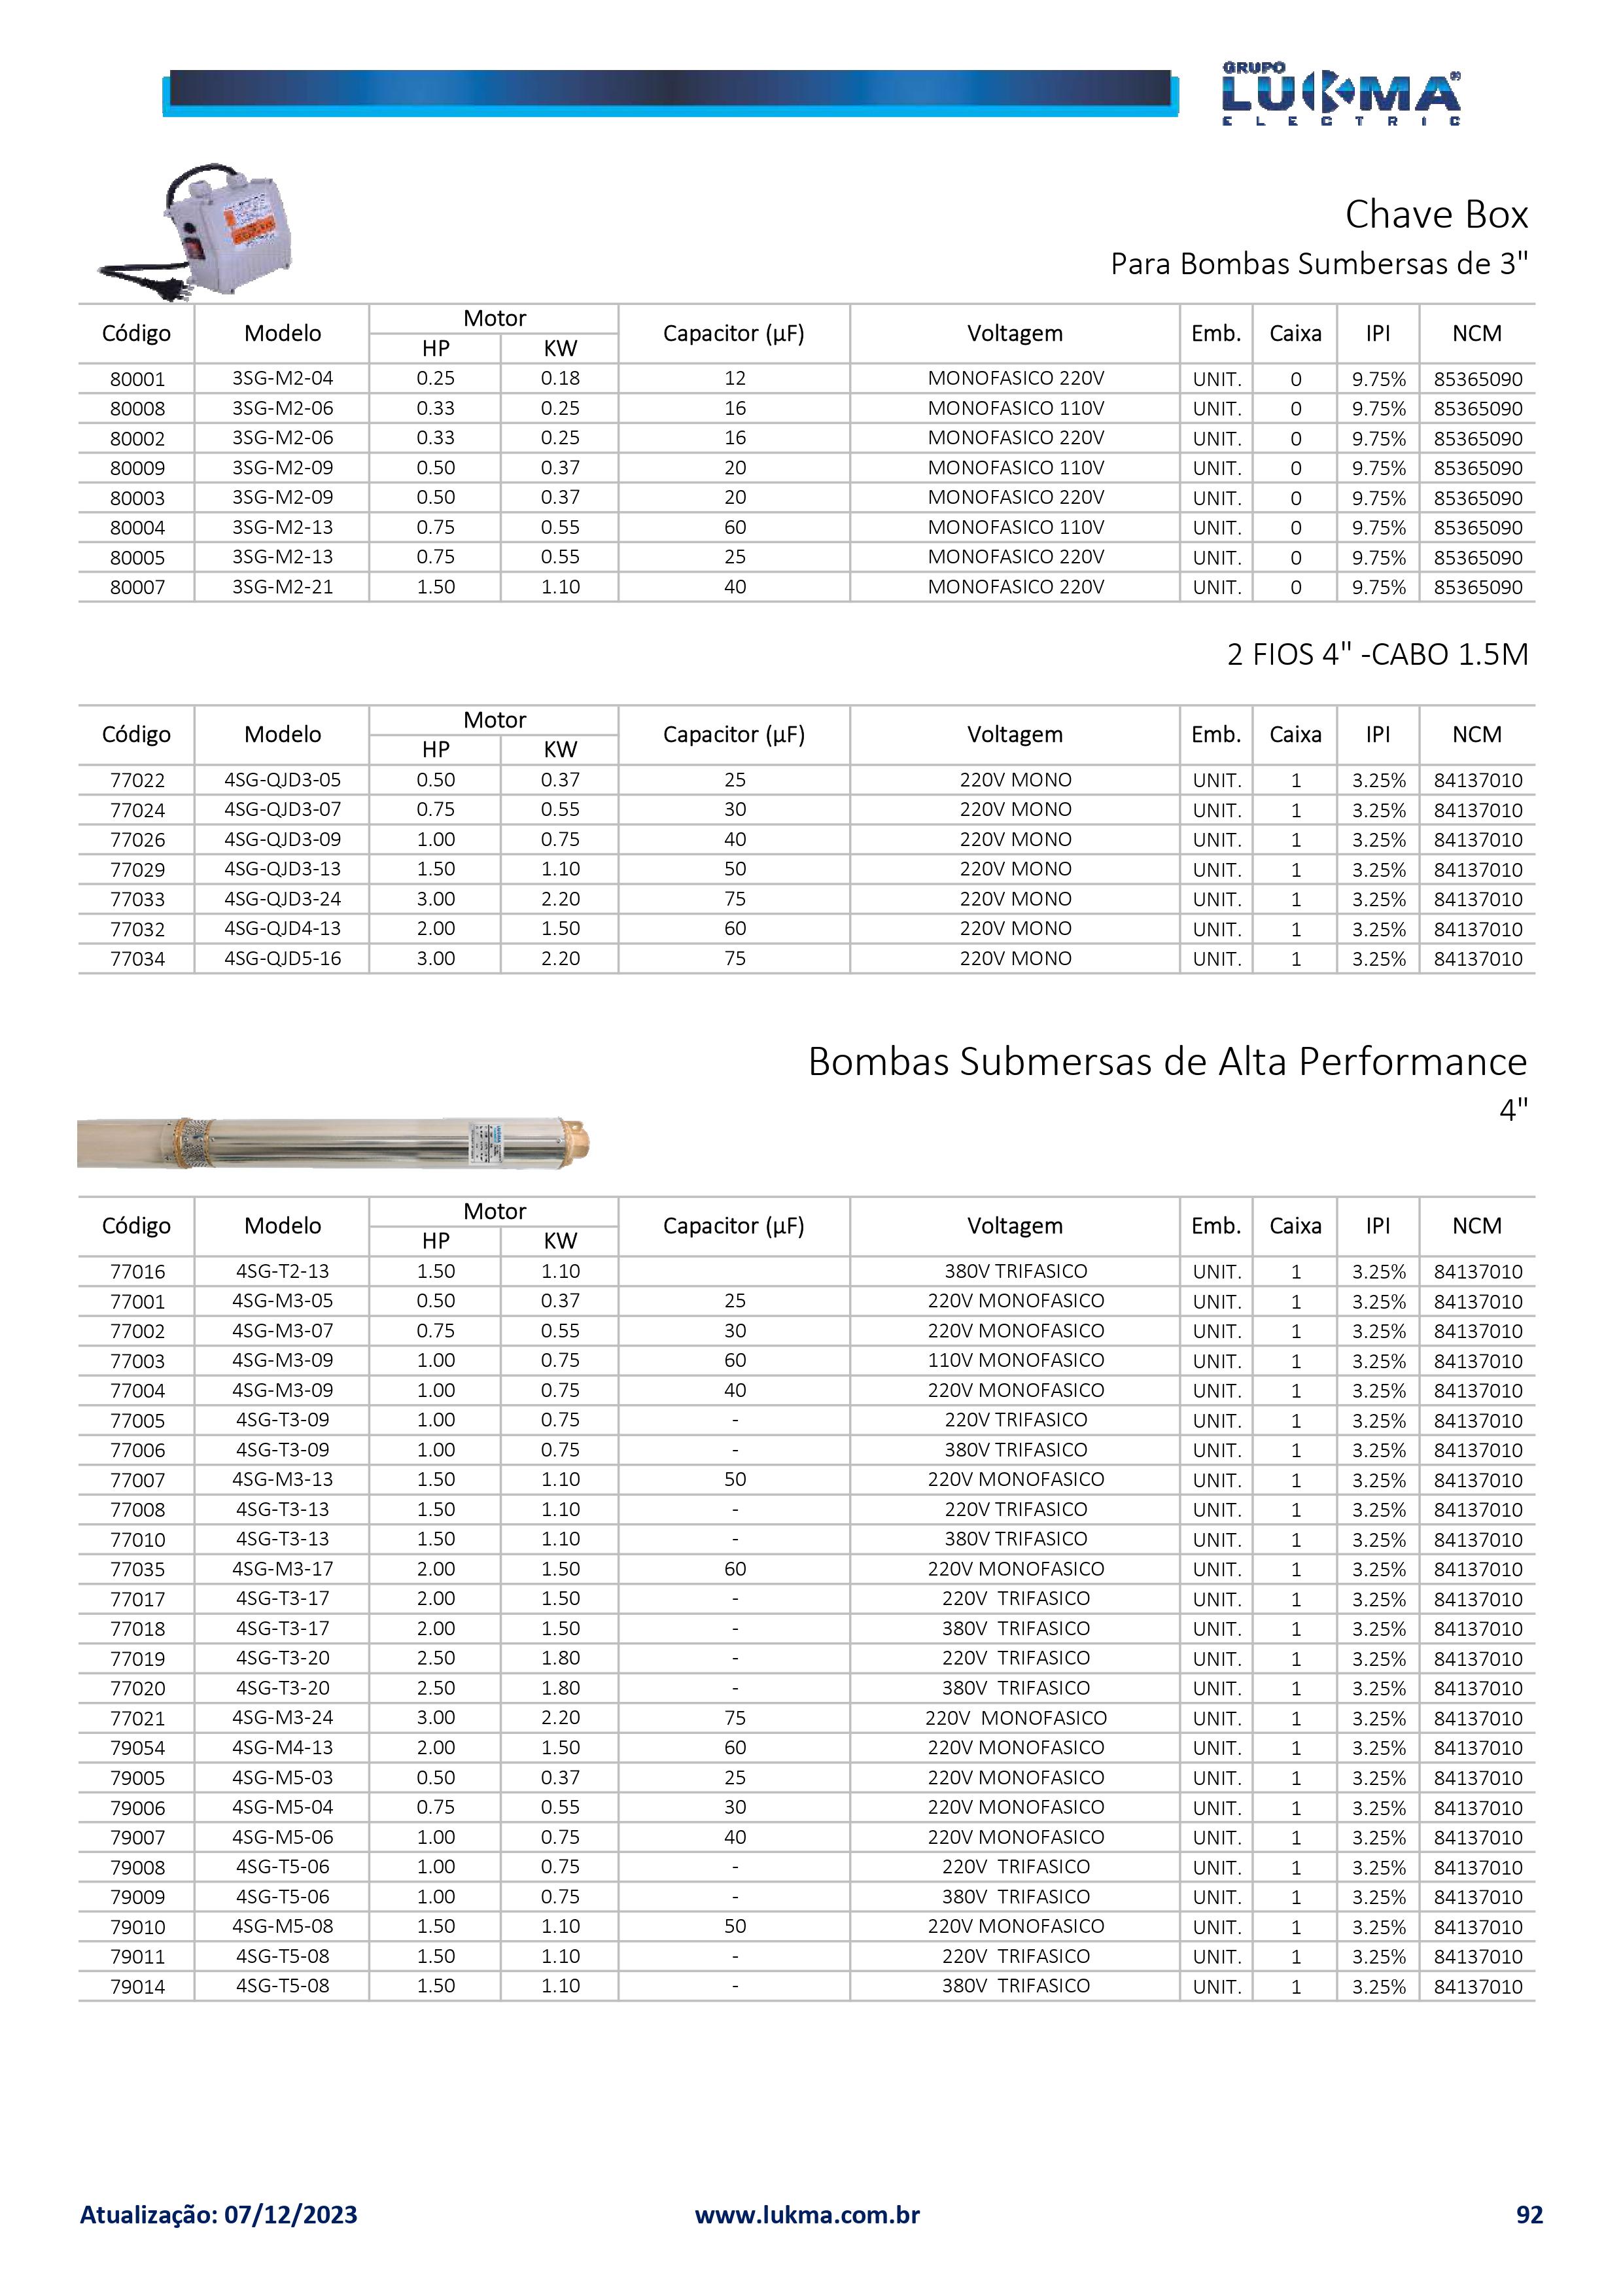 GRUPO
LUKMA®
ELECTRIC
Chave Box
Para Bombas Sumbersas de 3"
Código Modelo Motor Capacitor (µF) Voltagem Emb. Caixa IPI NCM
HP KW
80001 3SG-M2-04 0.25 0.18 12 MONOFASICO 220V UNIT. 0 9.75% 85365090
80008 3SG-M2-06 0.33 0.25 16 MONOFASICO 110V UNIT. 0 9.75% 85365090
80002 3SG-M2-06 0.33 0.25 16 MONOFASICO 220V UNIT. 0 9.75% 85365090
80009 3SG-M2-09 0.50 0.37 20 MONOFASICO 110V UNIT. 0 9.75% 85365090
80003 3SG-M2-09 0.50 0.37 20 MONOFASICO 220V UNIT. 0 9.75% 85365090
80004 3SG-M2-13 0.75 0.55 60 MONOFASICO 110V UNIT. 0 9.75% 85365090
80005 3SG-M2-13 0.75 0.55 25 MONOFASICO 220V UNIT. 0 9.75% 85365090
80007 3SG-M2-21 1.50 1.10 40 MONOFASICO 220V UNIT. 0 9.75% 85365090
2 FIOS 4" -CABO 1.5M
Código Modelo Motor Capacitor (µF) Voltagem Emb. Caixa IPI NCM
HP KW
77022 4SG-QJD3-05 0.50 0.37 25 220V MONO UNIT. 1 3.25% 84137010
77024 4SG-QJD3-07 0.75 0.55 30 220V MONO UNIT. 1 3.25% 84137010
77026 4SG-QJD3-09 1.00 0.75 40 220V MONO UNIT. 1 3.25% 84137010
77029 4SG-QJD3-13 1.50 1.10 50 220V MONO UNIT. 1 3.25% 84137010
77033 4SG-QJD3-24 3.00 2.20 75 220V MONO UNIT. 1 3.25% 84137010
77032 4SG-QJD4-13 2.00 1.50 60 220V MONO UNIT. 1 3.25% 84137010
77034 4SG-QJD5-16 3.00 2.20 75 220V MONO UNIT. 1 3.25% 84137010
Bombas Submersas de Alta Performance
4"
Código Modelo Motor Capacitor (µF) Voltagem Emb. Caixa IPI NCM
HP KW
77016 4SG-T2-13 1.50 1.10 380V TRIFASICO UNIT. 1 3.25% 84137010
77001 4SG-M3-05 0.50 0.37 25 220V MONOFASICO UNIT. 1 3.25% 84137010
77002 4SG-M3-07 0.75 0.55 30 220V MONOFASICO UNIT. 1 3.25% 84137010
77003 4SG-M3-09 1.00 0.75 60 110V MONOFASICO UNIT. 1 3.25% 84137010
77004 4SG-M3-09 1.00 0.75 40 220V MONOFASICO UNIT. 1 3.25% 84137010
77005 4SG-T3-09 1.00 0.75 - 220V TRIFASICO UNIT. 1 3.25% 84137010
77006 4SG-T3-09 1.00 0.75 - 380V TRIFASICO UNIT. 1 3.25% 84137010
77007 4SG-M3-13 1.50 1.10 50 220V MONOFASICO UNIT. 1 3.25% 84137010
77008 4SG-T3-13 1.50 1.10 - 220V TRIFASICO UNIT. 1 3.25% 84137010
77010 4SG-T3-13 1.50 1.10 - 380V TRIFASICO UNIT. 1 3.25% 84137010
77035 4SG-M3-17 2.00 1.50 60 220V MONOFASICO UNIT. 1 3.25% 84137010
77017 4SG-T3-17 2.00 1.50 - 220V TRIFASICO UNIT. 1 3.25% 84137010
77018 4SG-T3-17 2.00 1.50 - 380V TRIFASICO UNIT. 1 3.25% 84137010
77019 4SG-T3-20 2.50 1.80 - 220V TRIFASICO UNIT. 1 3.25% 84137010
77020 4SG-T3-20 2.50 1.80 - 380V TRIFASICO UNIT. 1 3.25% 84137010
77021 4SG-M3-24 3.00 2.20 75 220V MONOFASICO UNIT. 1 3.25% 84137010
79054 4SG-M4-13 2.00 1.50 60 220V MONOFASICO UNIT. 1 3.25% 84137010
79005 4SG-M5-03 0.50 0.37 25 220V MONOFASICO UNIT. 1 3.25% 84137010
79006 4SG-M5-04 0.75 0.55 30 220V MONOFASICO UNIT. 1 3.25% 84137010
79007 4SG-M5-06 1.00 0.75 40 220V MONOFASICO UNIT. 1 3.25% 84137010
79008 4SG-T5-06 1.00 0.75 - 220V TRIFASICO UNIT. 1 3.25% 84137010
79009 4SG-T5-06 1.00 0.75 - 380V TRIFASICO UNIT. 1 3.25% 84137010
79010 4SG-M5-08 1.50 1.10 50 220V MONOFASICO UNIT. 1 3.25% 84137010
79011 4SG-T5-08 1.50 1.10 - 220V TRIFASICO UNIT. 1 3.25% 84137010
79014 4SG-T5-08 1.50 1.10 - 380V TRIFASICO UNIT. 1 3.25% 84137010
Atualização: 07/12/2023 www.lukma.com.br 92